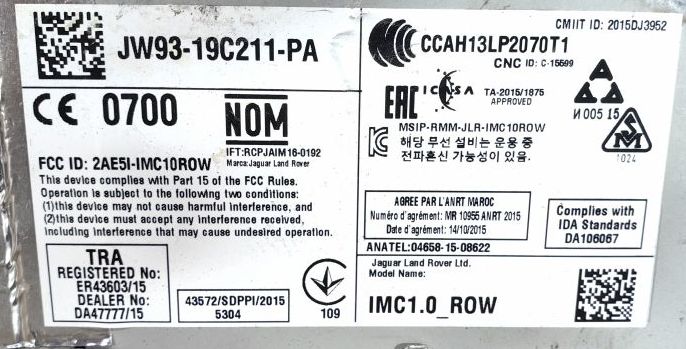 JW93-19C211-PA
CE 0700
NOM
IFT:RCPJAIM16-0192
Marca:Jaguar Land Rover
FCC ID: 2AE5I-IMC10ROW
This device complies with Part 15 of the FCC Rules.
Operation is subject to the following two conditions:
(1)this device may not cause harmful interference, and
(2)this device must accept any interference received,
including interference that may cause undesired operation.
TRA
REGISTERED No:
ER43603/15
DEALER No:
DA47777/15
43572/SDPPI/2015
5304
109
CMIIT ID: 2015DJ3952
CCAH13LP2070T1
CNC ID: C-15599
EAC
ICASA
TA-2015/1875
APPROVED
И 005 15
MSIP-RMM-JLR-IMC10ROW
해당 무선 설비는 운용 중
전파혼신 가능성이 있음.
1024
AGREE PAR L'ANRT MAROC
Numéro d'agrément: MR 10955 ANRT 2015
Date d'agrément: 14/10/2015
Complies with
IDA Standards
DA106067
ANATEL:04658-15-08622
Jaguar Land Rover Ltd.
Model Name:
IMC1.0_ROW